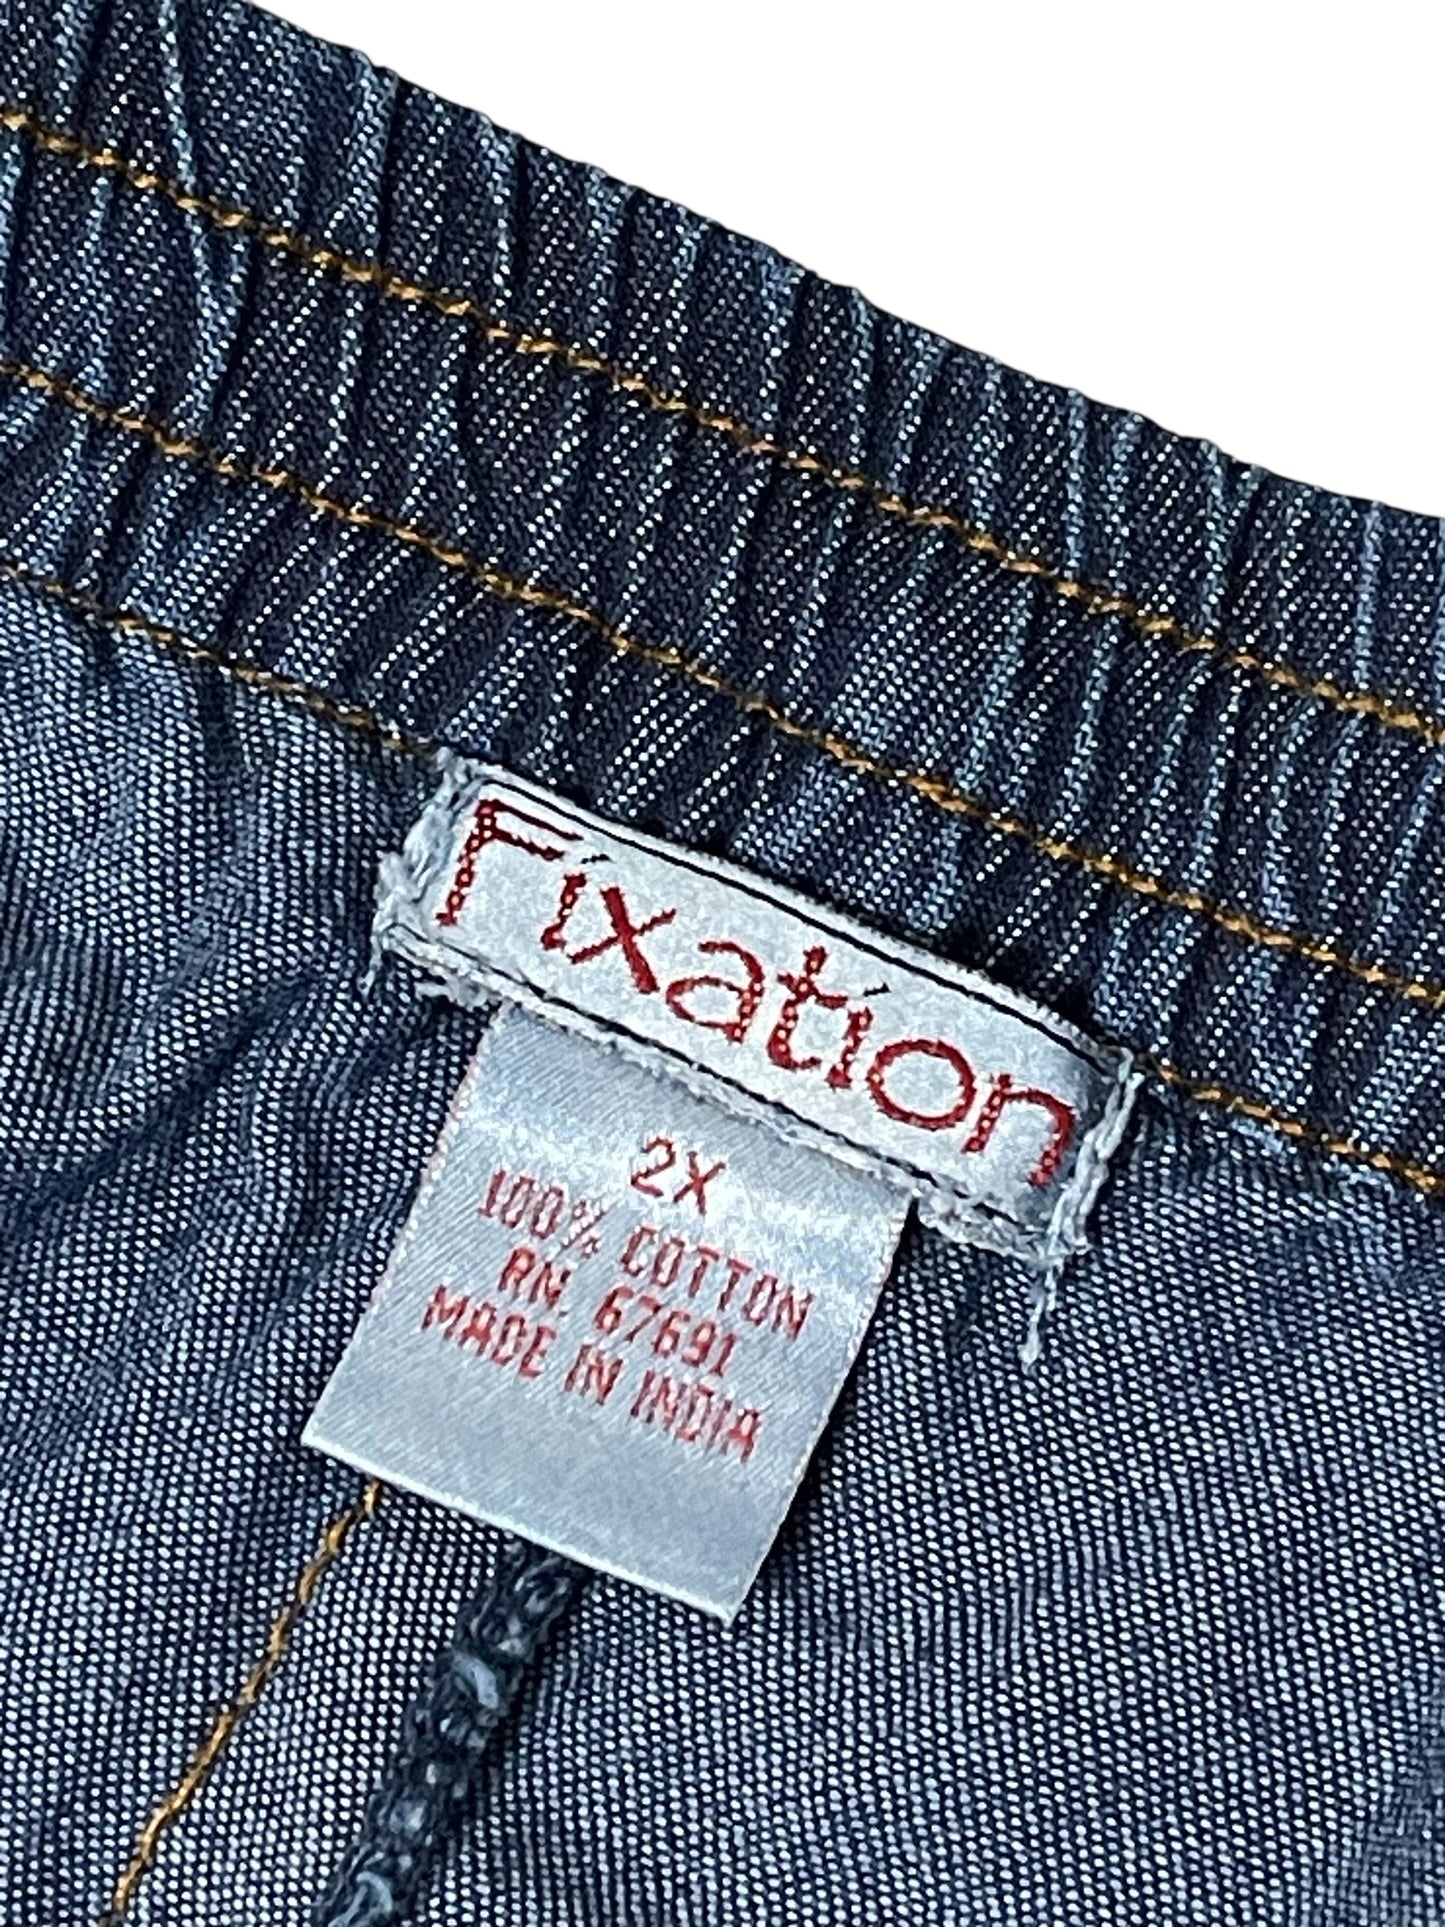 Fixation
2X
100% COTTON
RN 67691
MADE IN INDIA